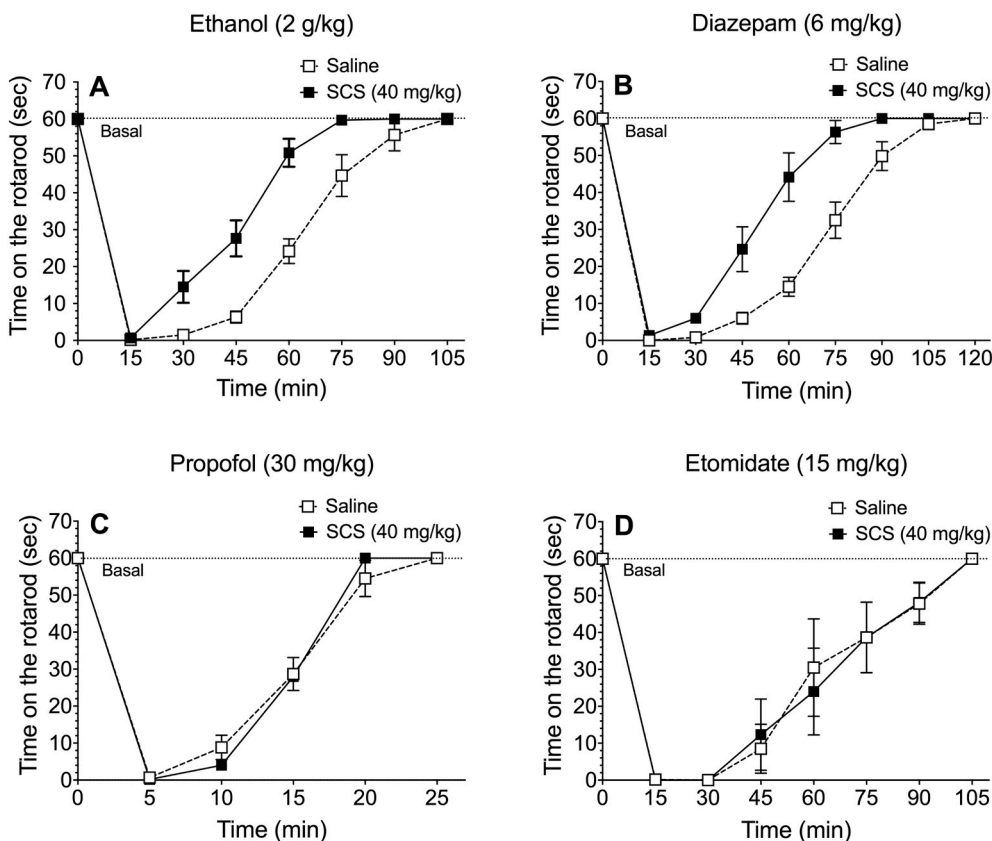 Ethanol (2 g/kg)
A
Saline
SCS (40 mg/kg)
Time on the rotarod (sec)
70
60
50
40
30
20
10
0
Basal
0 15 30 45 60 75 90 105
Time (min)
Diazepam (6 mg/kg)
B
Saline
SCS (40 mg/kg)
Time on the rotarod (sec)
70
60
50
40
30
20
10
0
Basal
0 15 30 45 60 75 90 105 120
Time (min)
Propofol (30 mg/kg)
C
Saline
SCS (40 mg/kg)
Time on the rotarod (sec)
70
60
50
40
30
20
10
0
Basal
0 5 10 15 20 25
Time (min)
Etomidate (15 mg/kg)
D
Saline
SCS (40 mg/kg)
Time on the rotarod (sec)
70
60
50
40
30
20
10
0
Basal
0 15 30 45 60 75 90 105
Time (min)